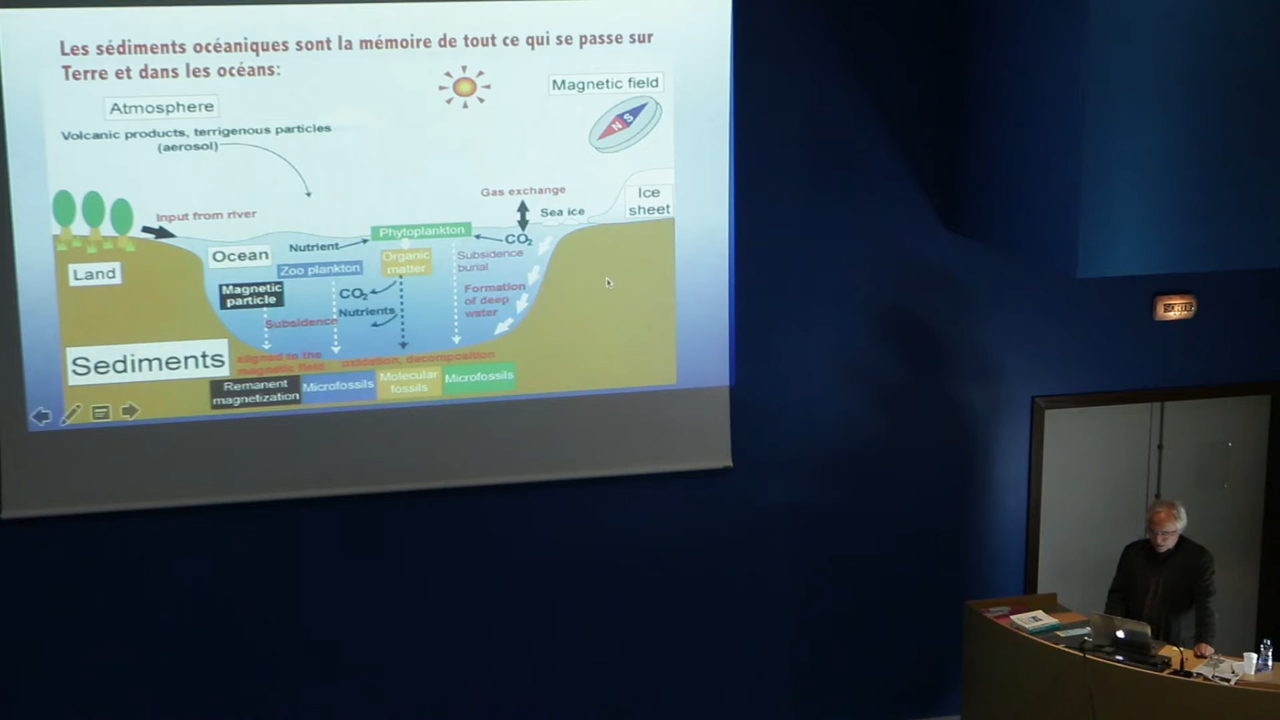 Les sédiments océaniques sont la mémoire de tout ce qui se passe sur
Terre et dans les océans:
Atmosphere
Magnetic field
Volcanic products, terrigenous particles
(aerosol)
N S
Gas exchange
Ice
sheet
Input from river
Sea ice
Phytoplankton
CO2
Nutrient
Ocean
Organic
matter
Subsidence
burial
Land
Zoo plankton
Magnetic
particle
CO2
Formation
of deep
water
Nutrients
Subsidence
Sediments
aligned to the
magnetic field
oxidation, decomposition
Remanent
magnetization
Microfossils
Molecular
fossils
Microfossils
SORTIE